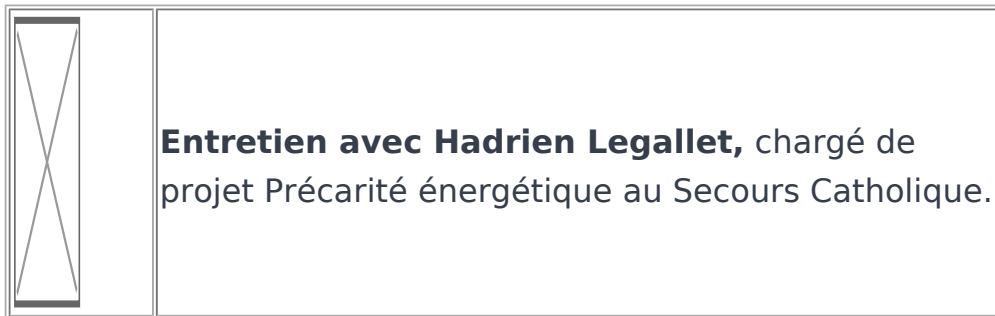 Entretien avec Hadrien Legallet, chargé de
projet Précarité énergétique au Secours Catholique.